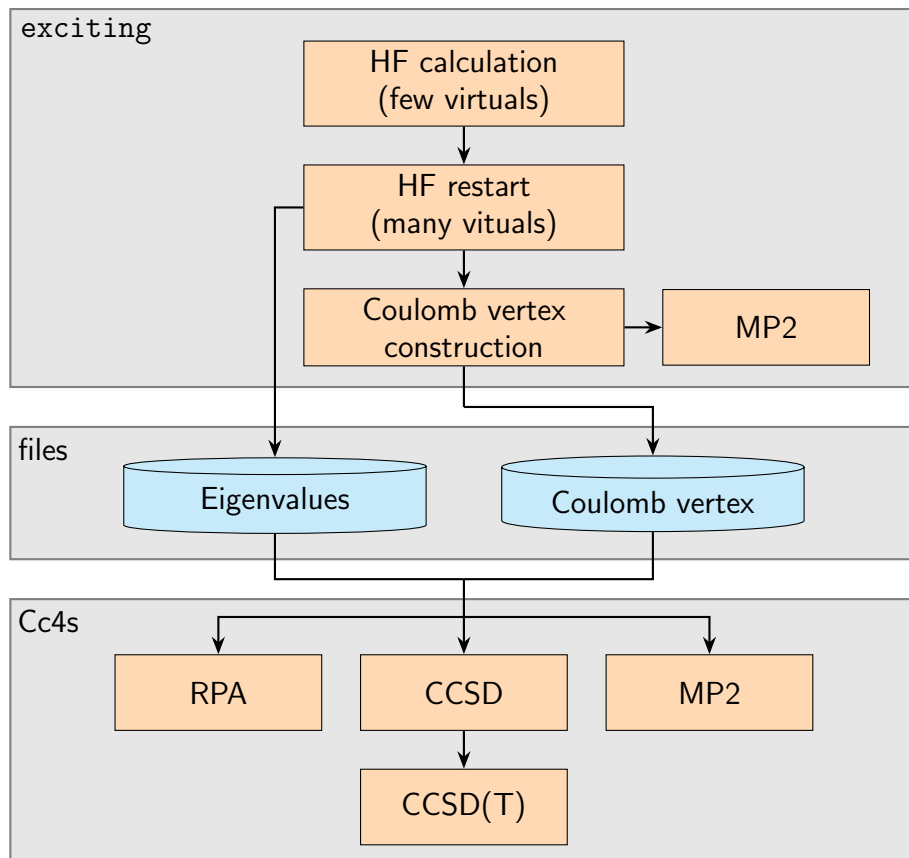 exciting
HF calculation
(few virtuals)
HF restart
(many vituals)
Coulomb vertex
construction
MP2
files
Eigenvalues
Coulomb vertex
Cc4s
RPA
CCSD
MP2
CCSD(T)